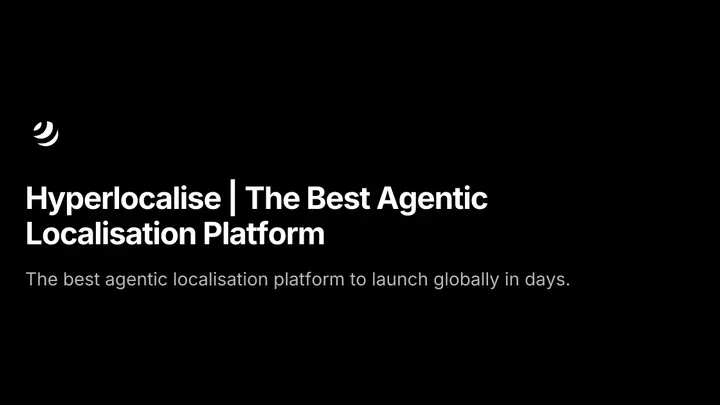 Hyperlocalise | The Best Agentic
Localisation Platform
The best agentic localisation platform to launch globally in days.